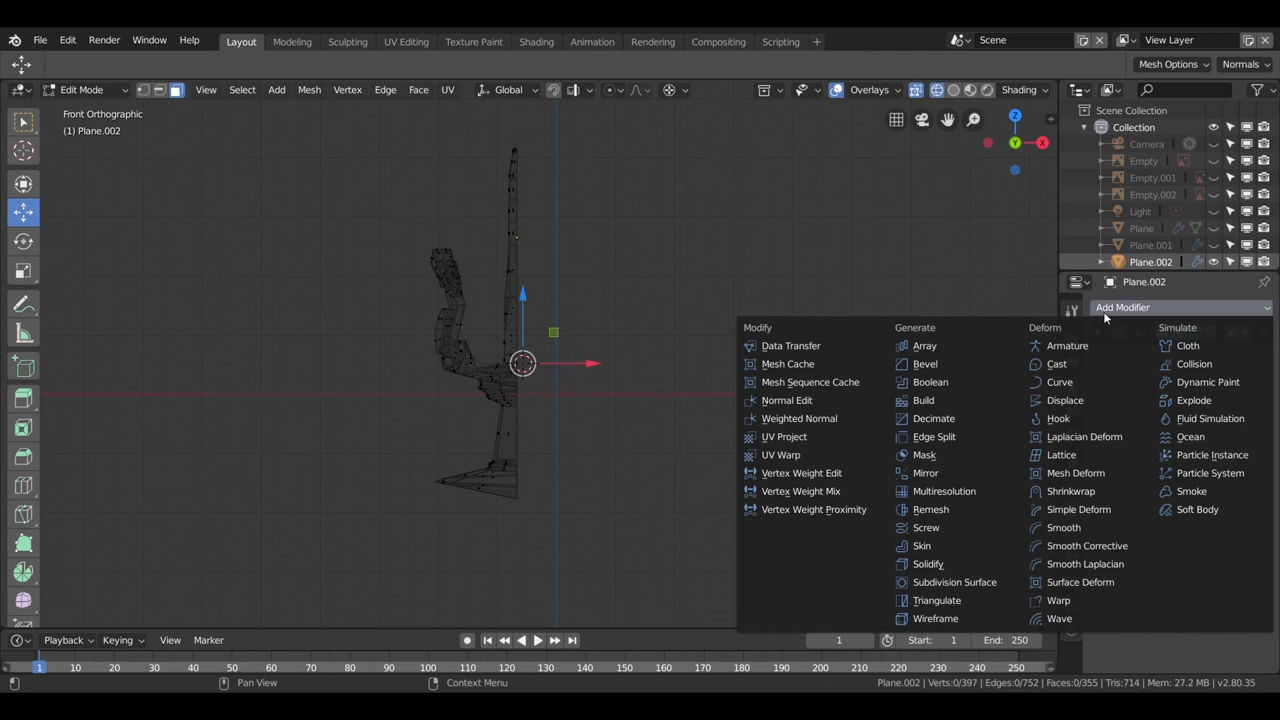 File Edit Render Window Help
Layout Modeling Sculpting UV Editing Texture Paint Shading Animation Rendering Compositing Scripting +
Scene
View Layer
Mesh Options
Normals
Edit Mode
View Select Add Mesh Vertex Edge Face UV
Global
Overlays
Shading
Front Orthographic
(1) Plane.002
Z
Y
X
Scene Collection
Collection
Camera
Empty
Empty.001
Empty.002
Light
Plane
Plane.001
Plane.002
Plane.002
Add Modifier
Modify
Data Transfer
Mesh Cache
Mesh Sequence Cache
Normal Edit
Weighted Normal
UV Project
UV Warp
Vertex Weight Edit
Vertex Weight Mix
Vertex Weight Proximity
Generate
Array
Bevel
Boolean
Build
Decimate
Edge Split
Mask
Mirror
Multiresolution
Remesh
Screw
Skin
Solidify
Subdivision Surface
Triangulate
Wireframe
Deform
Armature
Cast
Curve
Displace
Hook
Laplacian Deform
Lattice
Mesh Deform
Shrinkwrap
Simple Deform
Smooth
Smooth Corrective
Smooth Laplacian
Surface Deform
Warp
Wave
Simulate
Cloth
Collision
Dynamic Paint
Explode
Fluid Simulation
Ocean
Particle Instance
Particle System
Smoke
Soft Body
Playback Keying View Marker
1
Start: 1
End: 250
1 10 20 30 40 50 60 70 80 90 100 110 120 130 140 150 160 170 180 190 200 210 220 230 240 250
Pan View
Context Menu
Plane.002 | Verts:0/397 | Edges:0/752 | Faces:0/355 | Tris:714 | Mem: 27.2 MB | v2.80.35